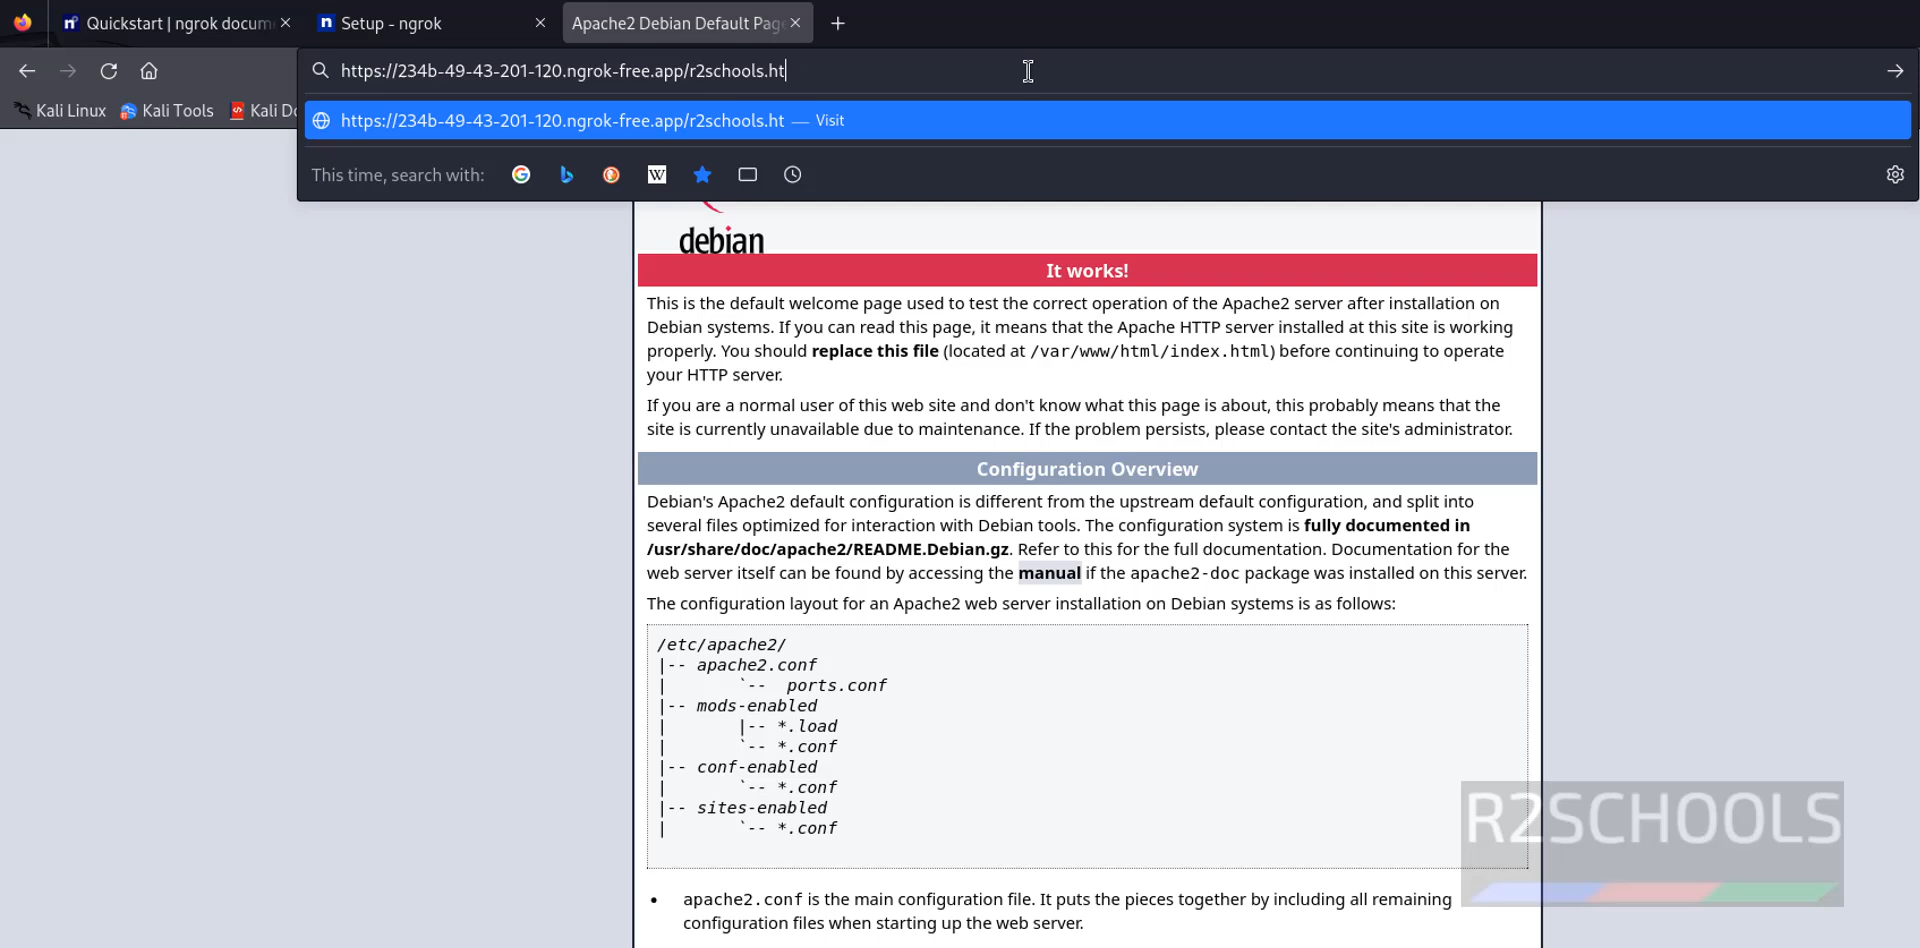 Quickstart | ngrok docum
Setup - ngrok
Apache2 Debian Default Pag
https://234b-49-43-201-120.ngrok-free.app/r2schools.ht
Kali Linux
Kali Tools
Kali Do
https://234b-49-43-201-120.ngrok-free.app/r2schools.ht — Visit
This time, search with:
debian
It works!
This is the default welcome page used to test the correct operation of the Apache2 server after installation on
Debian systems. If you can read this page, it means that the Apache HTTP server installed at this site is working
properly. You should replace this file (located at /var/www/html/index.html) before continuing to operate
your HTTP server.
If you are a normal user of this web site and don't know what this page is about, this probably means that the
site is currently unavailable due to maintenance. If the problem persists, please contact the site's administrator.
Configuration Overview
Debian's Apache2 default configuration is different from the upstream default configuration, and split into
several files optimized for interaction with Debian tools. The configuration system is fully documented in
/usr/share/doc/apache2/README.Debian.gz. Refer to this for the full documentation. Documentation for the
web server itself can be found by accessing the manual if the apache2-doc package was installed on this server.
The configuration layout for an Apache2 web server installation on Debian systems is as follows:
/etc/apache2/
|-- apache2.conf
|       `--  ports.conf
|-- mods-enabled
|       |-- *.load
|       `-- *.conf
|-- conf-enabled
|       `-- *.conf
|-- sites-enabled
|       `-- *.conf
R2SCHOOLS
• apache2.conf is the main configuration file. It puts the pieces together by including all remaining
configuration files when starting up the web server.